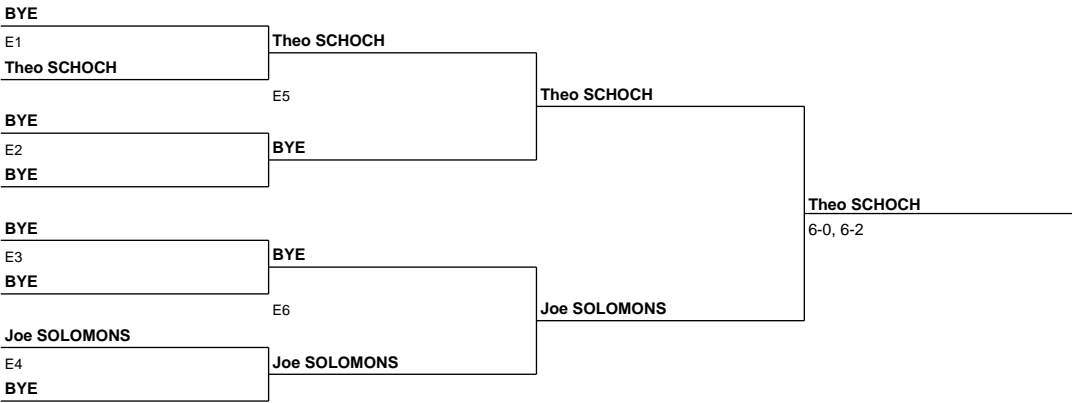 BYE
E1
Theo SCHOCH
Theo SCHOCH
E5
Theo SCHOCH
BYE
E2
BYE
BYE
Theo SCHOCH
6-0, 6-2
BYE
E3
BYE
BYE
E6
Joe SOLOMONS
Joe SOLOMONS
E4
Joe SOLOMONS
BYE